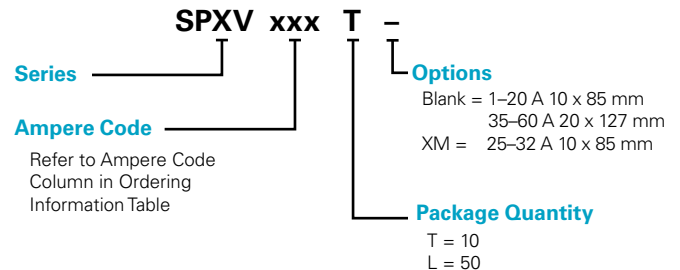 SPXV xxx T –
Series
Options
Blank = 1–20 A 10 x 85 mm
35–60 A 20 x 127 mm
XM = 25–32 A 10 x 85 mm
Ampere Code
Refer to Ampere Code
Column in Ordering
Information Table
Package Quantity
T = 10
L = 50